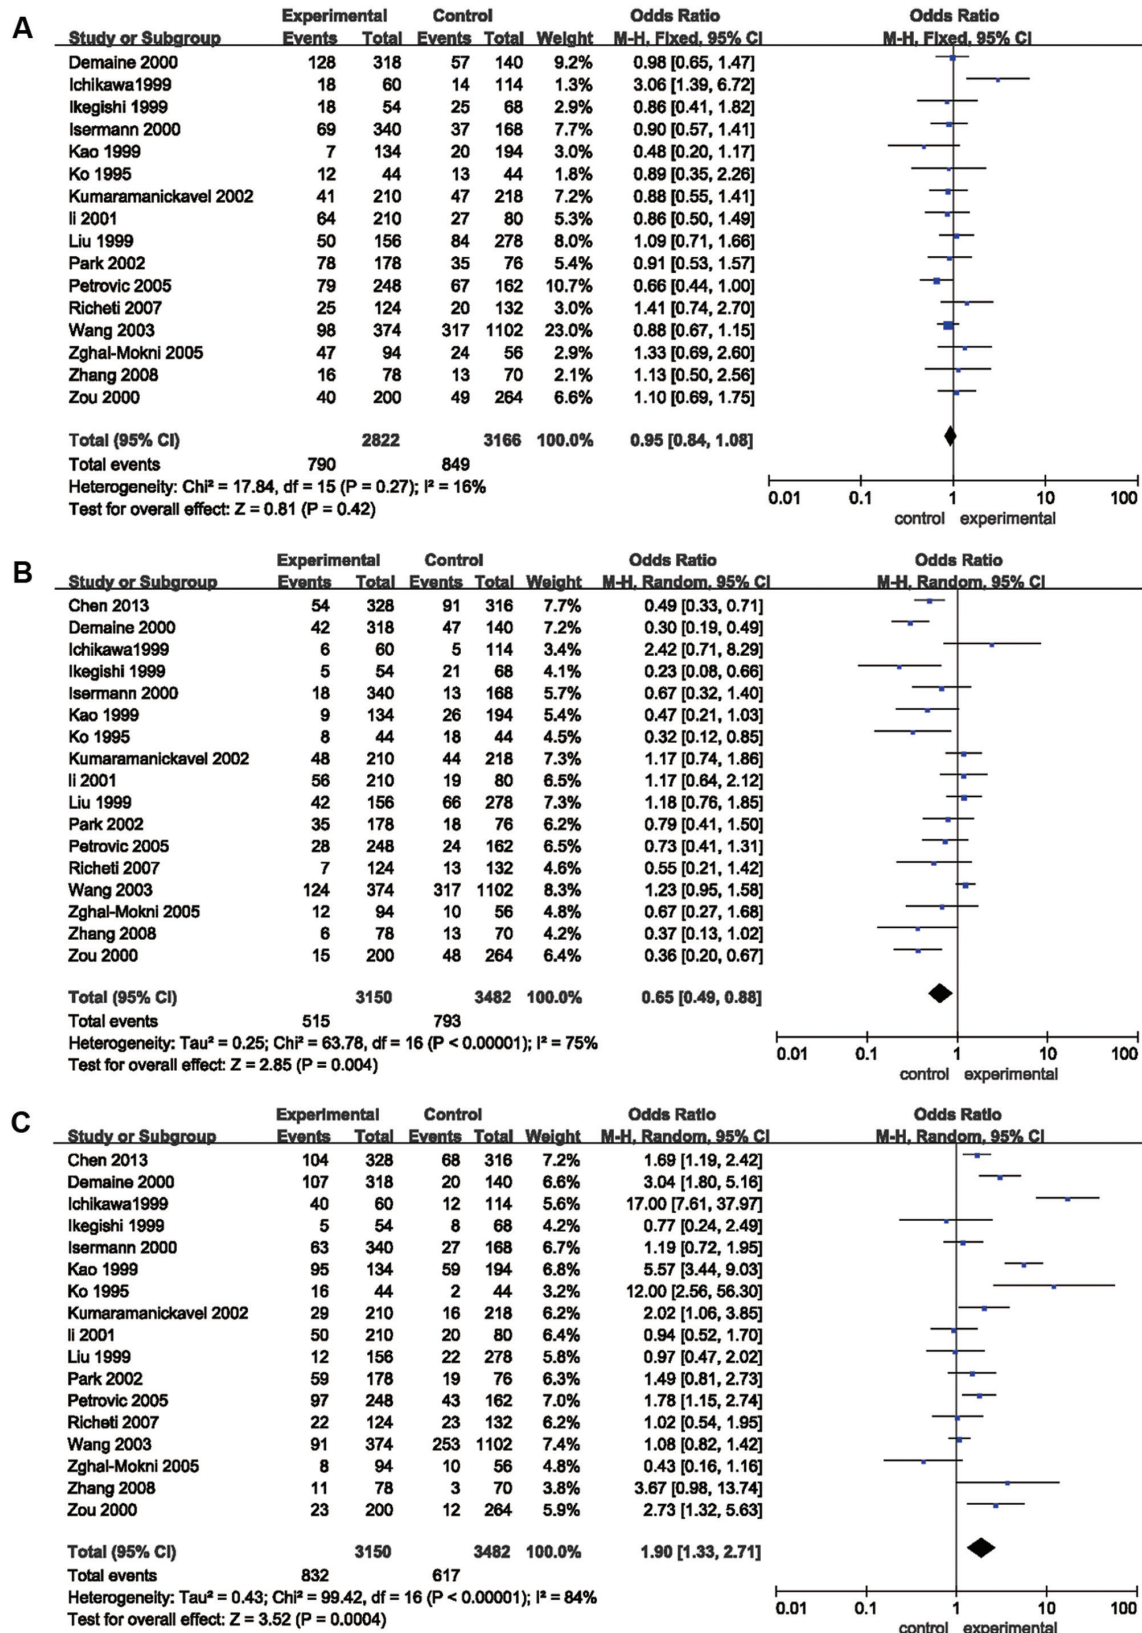 A
Experimental Control Odds Ratio Odds Ratio
Study or Subgroup Events Total Events Total Weight M-H, Fixed, 95% CI M-H, Fixed, 95% CI
Demaine 2000 128 318 57 140 9.2% 0.98 [0.65, 1.47]
Ichikawa1999 18 60 14 114 1.3% 3.06 [1.39, 6.72]
Ikegishi 1999 18 54 25 68 2.9% 0.86 [0.41, 1.82]
Isermann 2000 69 340 37 168 7.7% 0.90 [0.57, 1.41]
Kao 1999 7 134 20 194 3.0% 0.48 [0.20, 1.17]
Ko 1995 12 44 13 44 1.8% 0.89 [0.35, 2.26]
Kumaramanickavel 2002 41 210 47 218 7.2% 0.88 [0.55, 1.41]
li 2001 64 210 27 80 5.3% 0.86 [0.50, 1.49]
Liu 1999 50 156 84 278 8.0% 1.09 [0.71, 1.66]
Park 2002 78 178 35 76 5.4% 0.91 [0.53, 1.57]
Petrovic 2005 79 248 67 162 10.7% 0.66 [0.44, 1.00]
Richeti 2007 25 124 20 132 3.0% 1.41 [0.74, 2.70]
Wang 2003 98 374 317 1102 23.0% 0.88 [0.67, 1.15]
Zghal-Mokni 2005 47 94 24 56 2.9% 1.33 [0.69, 2.60]
Zhang 2008 16 78 13 70 2.1% 1.13 [0.50, 2.56]
Zou 2000 40 200 49 264 6.6% 1.10 [0.69, 1.75]
Total (95% CI) 2822 3166 100.0% 0.95 [0.84, 1.08]
Total events 790 849
Heterogeneity: Chi² = 17.84, df = 15 (P = 0.27); I² = 16%
Test for overall effect: Z = 0.81 (P = 0.42)
0.01 0.1 1 10 100
control experimental
B
Experimental Control Odds Ratio Odds Ratio
Study or Subgroup Events Total Events Total Weight M-H, Random, 95% CI M-H, Random, 95% CI
Chen 2013 54 328 91 316 7.7% 0.49 [0.33, 0.71]
Demaine 2000 42 318 47 140 7.2% 0.30 [0.19, 0.49]
Ichikawa1999 6 60 5 114 3.4% 2.42 [0.71, 8.29]
Ikegishi 1999 5 54 21 68 4.1% 0.23 [0.08, 0.66]
Isermann 2000 18 340 13 168 5.7% 0.67 [0.32, 1.40]
Kao 1999 9 134 26 194 5.4% 0.47 [0.21, 1.03]
Ko 1995 8 44 18 44 4.5% 0.32 [0.12, 0.85]
Kumaramanickavel 2002 48 210 44 218 7.3% 1.17 [0.74, 1.86]
li 2001 56 210 19 80 6.5% 1.17 [0.64, 2.12]
Liu 1999 42 156 66 278 7.3% 1.18 [0.76, 1.85]
Park 2002 35 178 18 76 6.2% 0.79 [0.41, 1.50]
Petrovic 2005 28 248 24 162 6.5% 0.73 [0.41, 1.31]
Richeti 2007 7 124 13 132 4.6% 0.55 [0.21, 1.42]
Wang 2003 124 374 317 1102 8.3% 1.23 [0.95, 1.58]
Zghal-Mokni 2005 12 94 10 56 4.8% 0.67 [0.27, 1.68]
Zhang 2008 6 78 13 70 4.2% 0.37 [0.13, 1.02]
Zou 2000 15 200 48 264 6.4% 0.36 [0.20, 0.67]
Total (95% CI) 3150 3482 100.0% 0.65 [0.49, 0.88]
Total events 515 793
Heterogeneity: Tau² = 0.25; Chi² = 63.78, df = 16 (P < 0.00001); I² = 75%
Test for overall effect: Z = 2.85 (P = 0.004)
0.01 0.1 1 10 100
control experimental
C
Experimental Control Odds Ratio Odds Ratio
Study or Subgroup Events Total Events Total Weight M-H, Random, 95% CI M-H, Random, 95% CI
Chen 2013 104 328 68 316 7.2% 1.69 [1.19, 2.42]
Demaine 2000 107 318 20 140 6.6% 3.04 [1.80, 5.16]
Ichikawa1999 40 60 12 114 5.6% 17.00 [7.61, 37.97]
Ikegishi 1999 5 54 8 68 4.2% 0.77 [0.24, 2.49]
Isermann 2000 63 340 27 168 6.7% 1.19 [0.72, 1.95]
Kao 1999 95 134 59 194 6.8% 5.57 [3.44, 9.03]
Ko 1995 16 44 2 44 3.2% 12.00 [2.56, 56.30]
Kumaramanickavel 2002 29 210 16 218 6.2% 2.02 [1.06, 3.85]
li 2001 50 210 20 80 6.4% 0.94 [0.52, 1.70]
Liu 1999 12 156 22 278 5.8% 0.97 [0.47, 2.02]
Park 2002 59 178 19 76 6.3% 1.49 [0.81, 2.73]
Petrovic 2005 97 248 43 162 7.0% 1.78 [1.15, 2.74]
Richeti 2007 22 124 23 132 6.2% 1.02 [0.54, 1.95]
Wang 2003 91 374 253 1102 7.4% 1.08 [0.82, 1.42]
Zghal-Mokni 2005 8 94 10 56 4.8% 0.43 [0.16, 1.16]
Zhang 2008 11 78 3 70 3.8% 3.67 [0.98, 13.74]
Zou 2000 23 200 12 264 5.9% 2.73 [1.32, 5.63]
Total (95% CI) 3150 3482 100.0% 1.90 [1.33, 2.71]
Total events 832 617
Heterogeneity: Tau² = 0.43; Chi² = 99.42, df = 16 (P < 0.00001); I² = 84%
Test for overall effect: Z = 3.52 (P = 0.0004)
0.01 0.1 1 10 100
control experimental